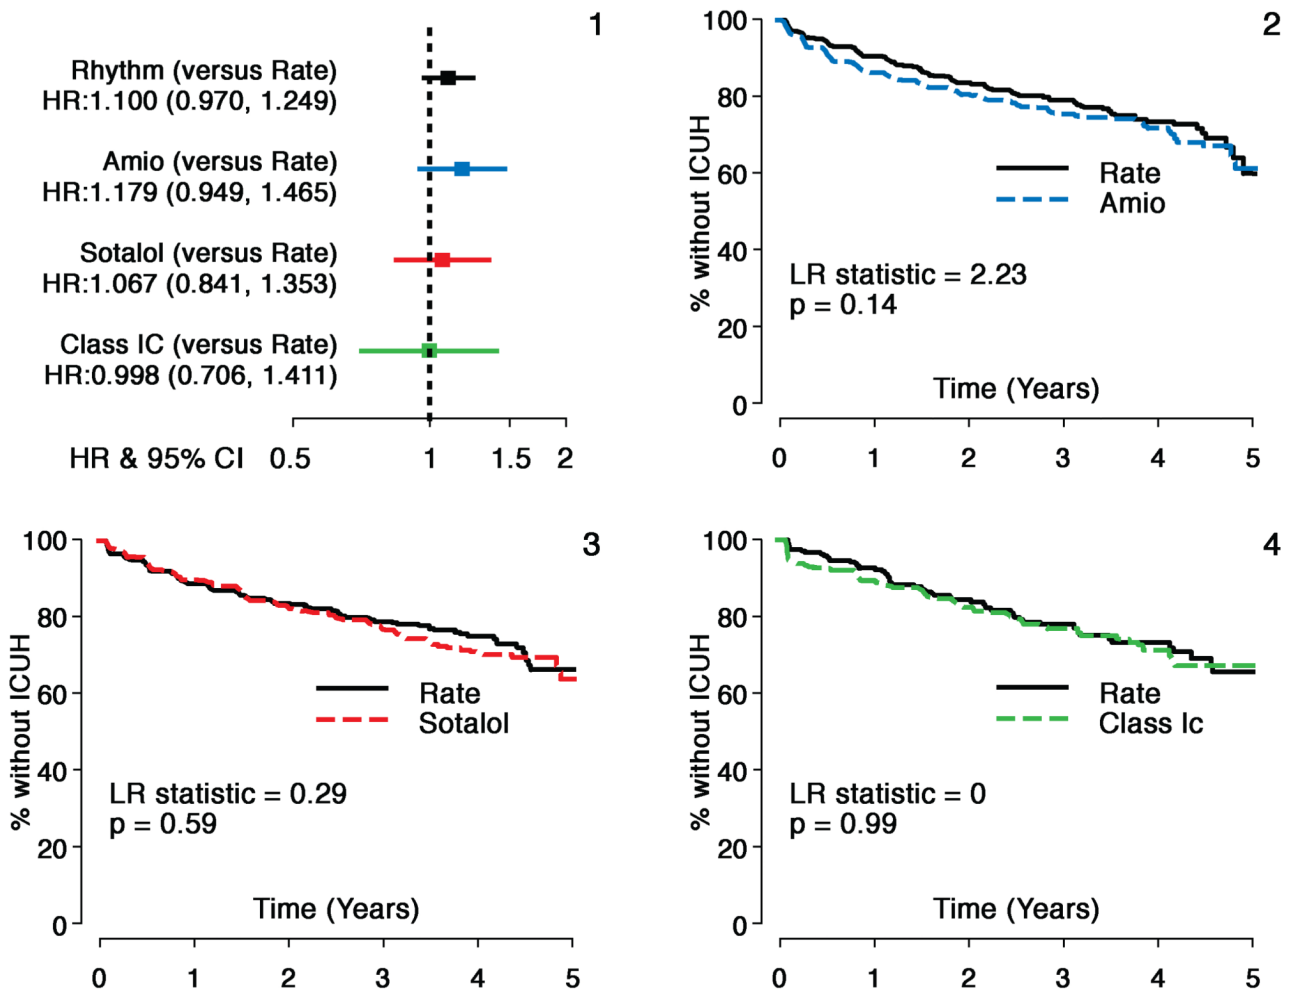 1
Rhythm (versus Rate)
HR:1.100 (0.970, 1.249)
Amio (versus Rate)
HR:1.179 (0.949, 1.465)
Sotalol (versus Rate)
HR:1.067 (0.841, 1.353)
Class IC (versus Rate)
HR:0.998 (0.706, 1.411)
HR & 95% CI 0.5 1 1.5 2
2
% without ICUH
100
80
60
40
20
0
Rate
Amio
LR statistic = 2.23
p = 0.14
Time (Years)
0 1 2 3 4 5
3
% without ICUH
100
80
60
40
20
0
Rate
Sotalol
LR statistic = 0.29
p = 0.59
Time (Years)
0 1 2 3 4 5
4
% without ICUH
100
80
60
40
20
0
Rate
Class Ic
LR statistic = 0
p = 0.99
Time (Years)
0 1 2 3 4 5